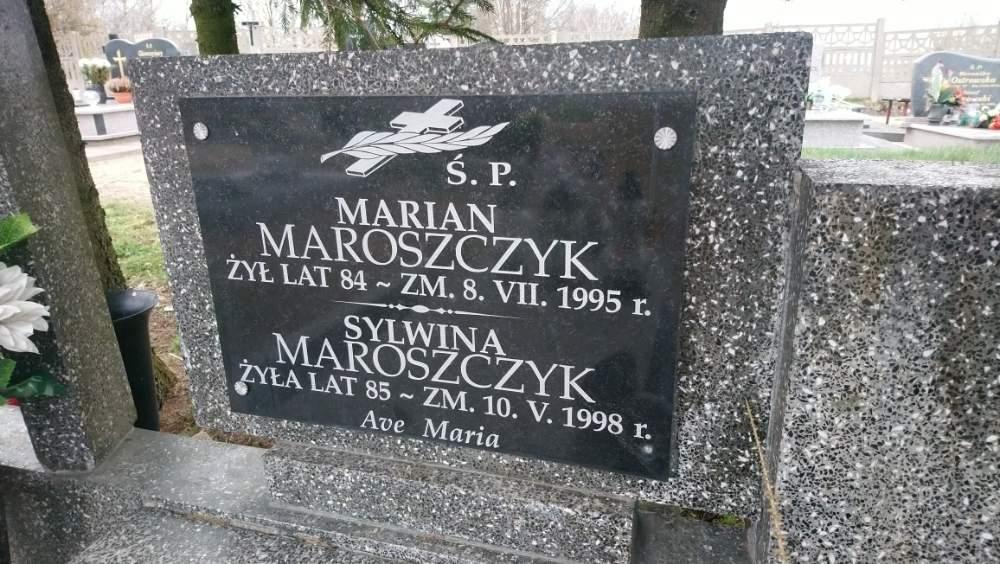 Ś. P.
MARIAN
MAROSZCZYK
ŻYŁ LAT 84 ~ ZM. 8. VII. 1995 r.
SYLWINA
MAROSZCZYK
ŻYŁA LAT 85 ~ ZM. 10. V. 1998 r.
Ave Maria
Ś. P.
Ostrowska